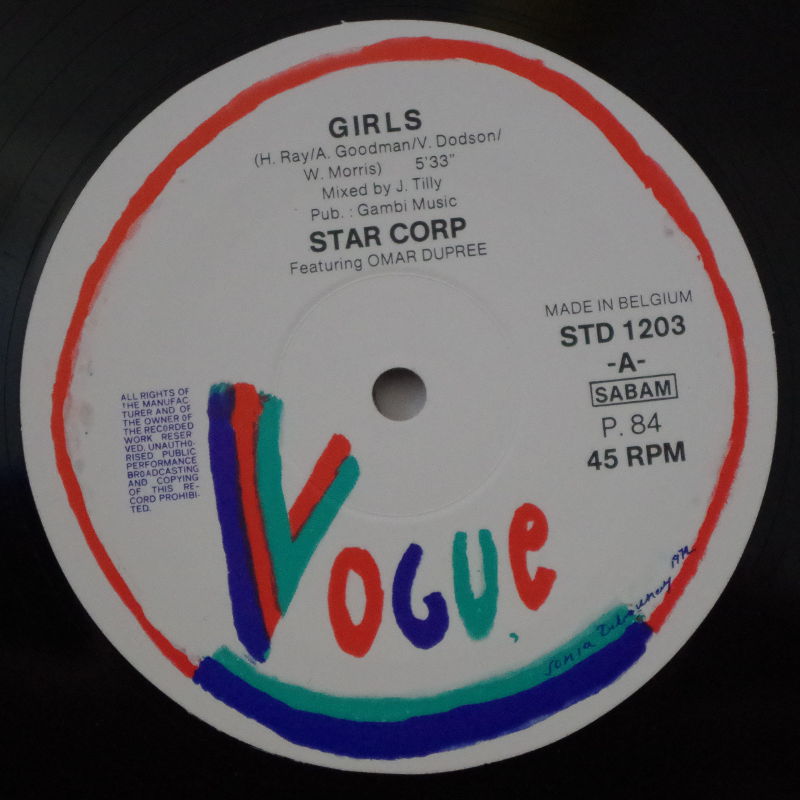 GIRLS
(H. Ray/A. Goodman/V. Dodson/
W. Morris) 5'33"
Mixed by J. Tilly
Pub. : Gambi Music
STAR CORP
Featuring OMAR DUPREE
MADE IN BELGIUM
STD 1203
-A-
SABAM
P. 84
45 RPM
ALL RIGHTS OF
THE MANUFAC
TURER AND OF
THE OWNER OF
THE RECORDED
WORK RESER
VED. UNAUTHO-
RISED PUBLIC
PERFORMANCE
BROADCASTING
AND COPYING
OF THIS RE-
CORD PROHIBI-
TED.
VOGUE
Sonia Delaunay